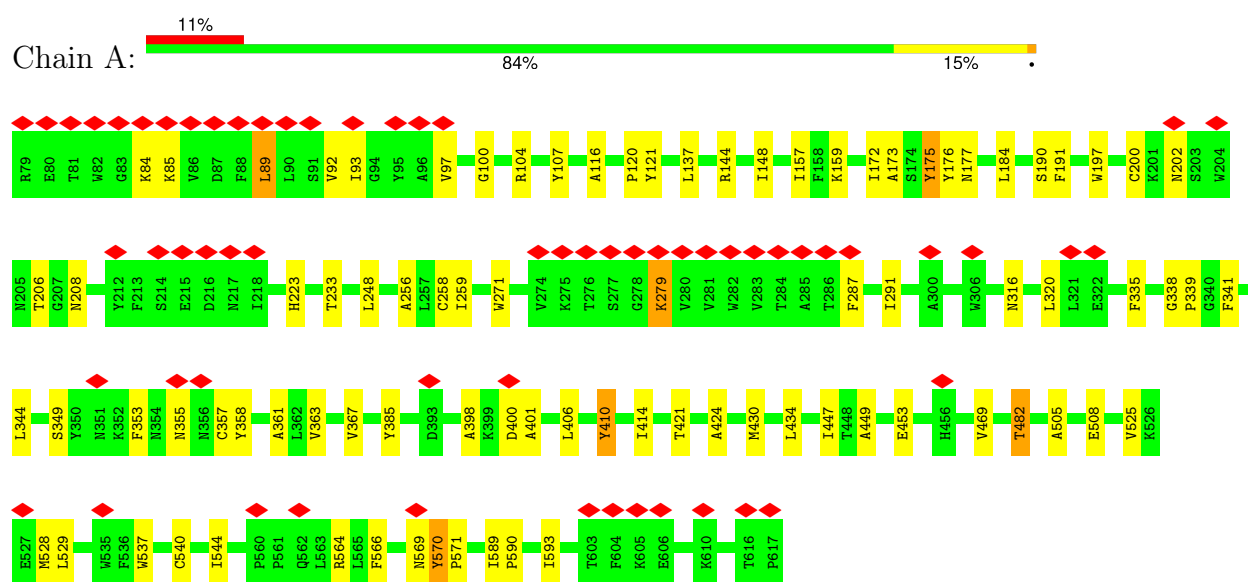 11%
Chain A:
84% 15% •
R79 E80 T81 W82 G83 K84 K85 V86 D87 F88 L89 L90 S91 V92 I93 G94 Y95 A96 V97 G100 R104 Y107 A116 P120 Y121 L137 R144 I148 I157 F158 K159 I172 A173 S174 Y175 Y176 N177 L184 S190 F191 W197 C200 K201 N202 S203 W204
N205 T206 G207 N208 Y212 F213 S214 E215 D216 N217 I218 H223 T233 L248 A256 L257 C258 I259 W271 V274 K275 T276 S277 G278 K279 V280 V281 W282 V283 T284 A285 T286 F287 I291 A300 W306 N316 L320 L321 E322 F335 G338 P339 G340 F341
L344 S349 Y350 N351 K352 F353 N354 N355 N356 C357 Y358 A361 L362 V363 V367 Y385 D393 A398 K399 D400 A401 L406 Y410 I414 T421 A424 M430 L434 I447 T448 A449 E453 H456 V469 T482 A505 E508 V525 K526
E527 M528 L529 W535 F536 W537 C540 I544 P560 P561 Q562 L563 R564 L565 F566 N569 Y570 P571 I589 P590 I593 T603 F604 K605 E606 K610 T616 P617